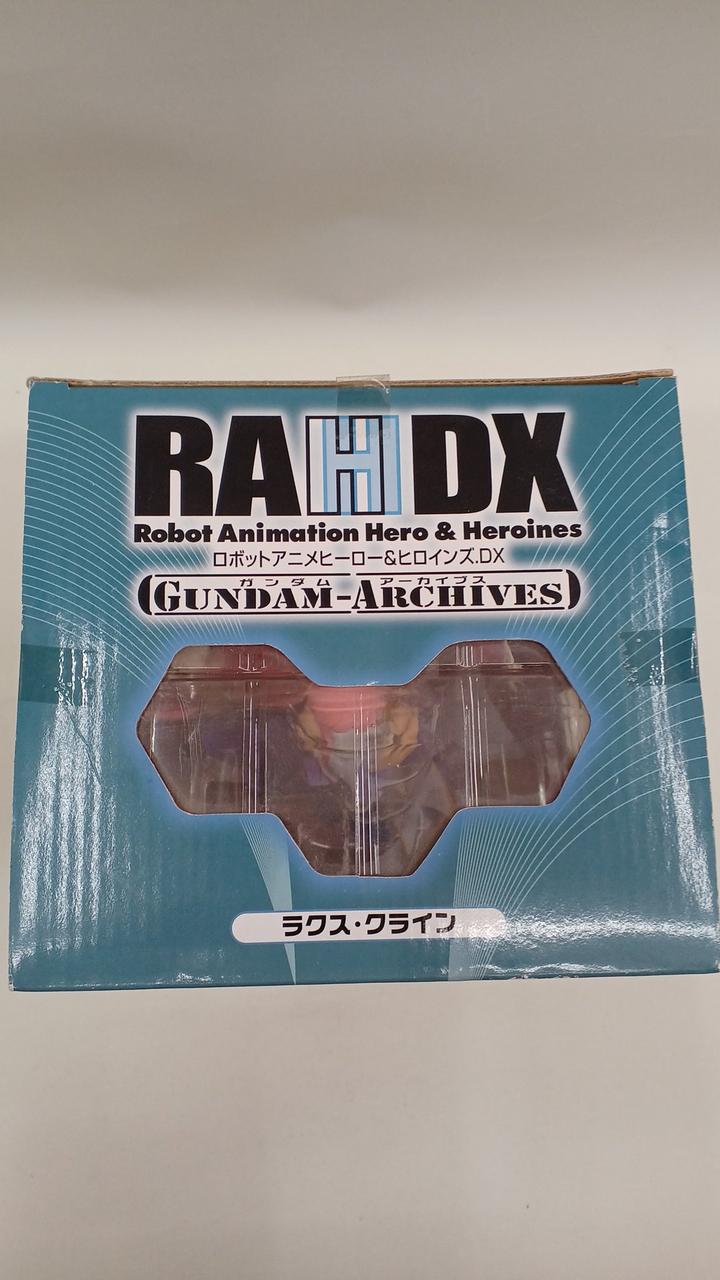 RAHDX
Robot Animation Hero & Heroines
ロボットアニメヒーロー&ヒロインズ.DX
ガンダム アーカイブス
(GUNDAM-ARCHIVES)
ラクス・クライン